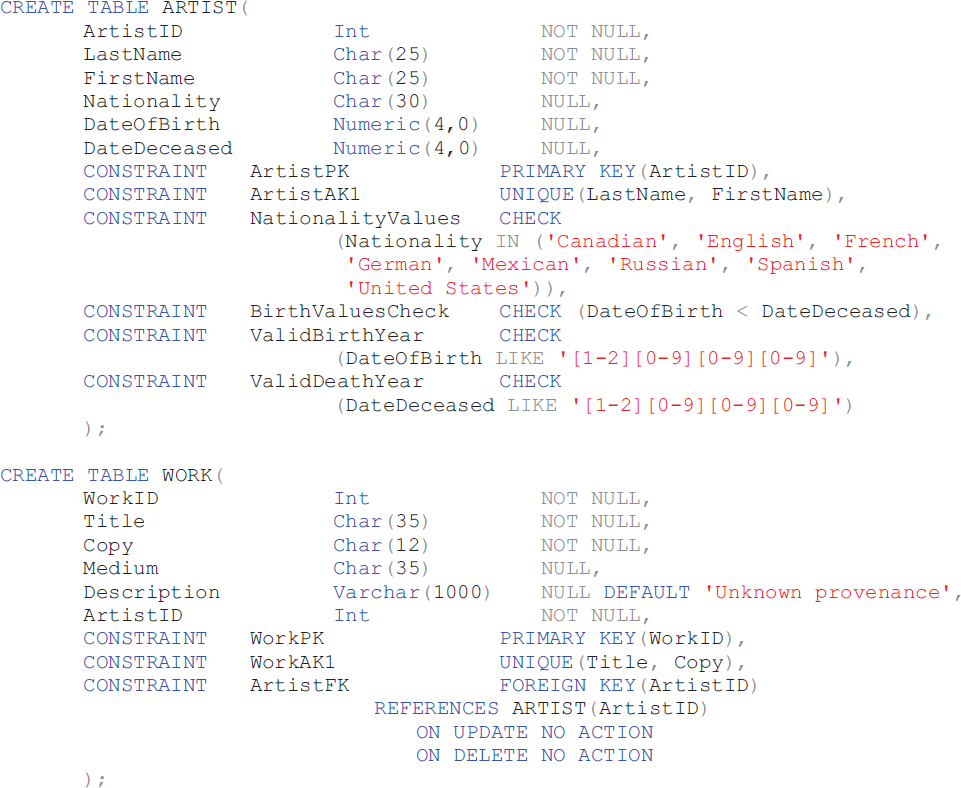 CREATE TABLE ARTIST(
ArtistID Int NOT NULL,
LastName Char(25) NOT NULL,
FirstName Char(25) NOT NULL,
Nationality Char(30) NULL,
DateOfBirth Numeric(4,0) NULL,
DateDeceased Numeric(4,0) NULL,
CONSTRAINT ArtistPK PRIMARY KEY(ArtistID),
CONSTRAINT ArtistAK1 UNIQUE(LastName, FirstName),
CONSTRAINT NationalityValues CHECK
(Nationality IN ('Canadian', 'English', 'French',
'German', 'Mexican', 'Russian', 'Spanish',
'United States')),
CONSTRAINT BirthValuesCheck CHECK (DateOfBirth < DateDeceased),
CONSTRAINT ValidBirthYear CHECK
(DateOfBirth LIKE '[1-2][0-9][0-9][0-9]'),
CONSTRAINT ValidDeathYear CHECK
(DateDeceased LIKE '[1-2][0-9][0-9][0-9]')
);
CREATE TABLE WORK(
WorkID Int NOT NULL,
Title Char(35) NOT NULL,
Copy Char(12) NOT NULL,
Medium Char(35) NULL,
Description Varchar(1000) NULL DEFAULT 'Unknown provenance',
ArtistID Int NOT NULL,
CONSTRAINT WorkPK PRIMARY KEY(WorkID),
CONSTRAINT WorkAK1 UNIQUE(Title, Copy),
CONSTRAINT ArtistFK FOREIGN KEY(ArtistID)
REFERENCES ARTIST(ArtistID)
ON UPDATE NO ACTION
ON DELETE NO ACTION
);